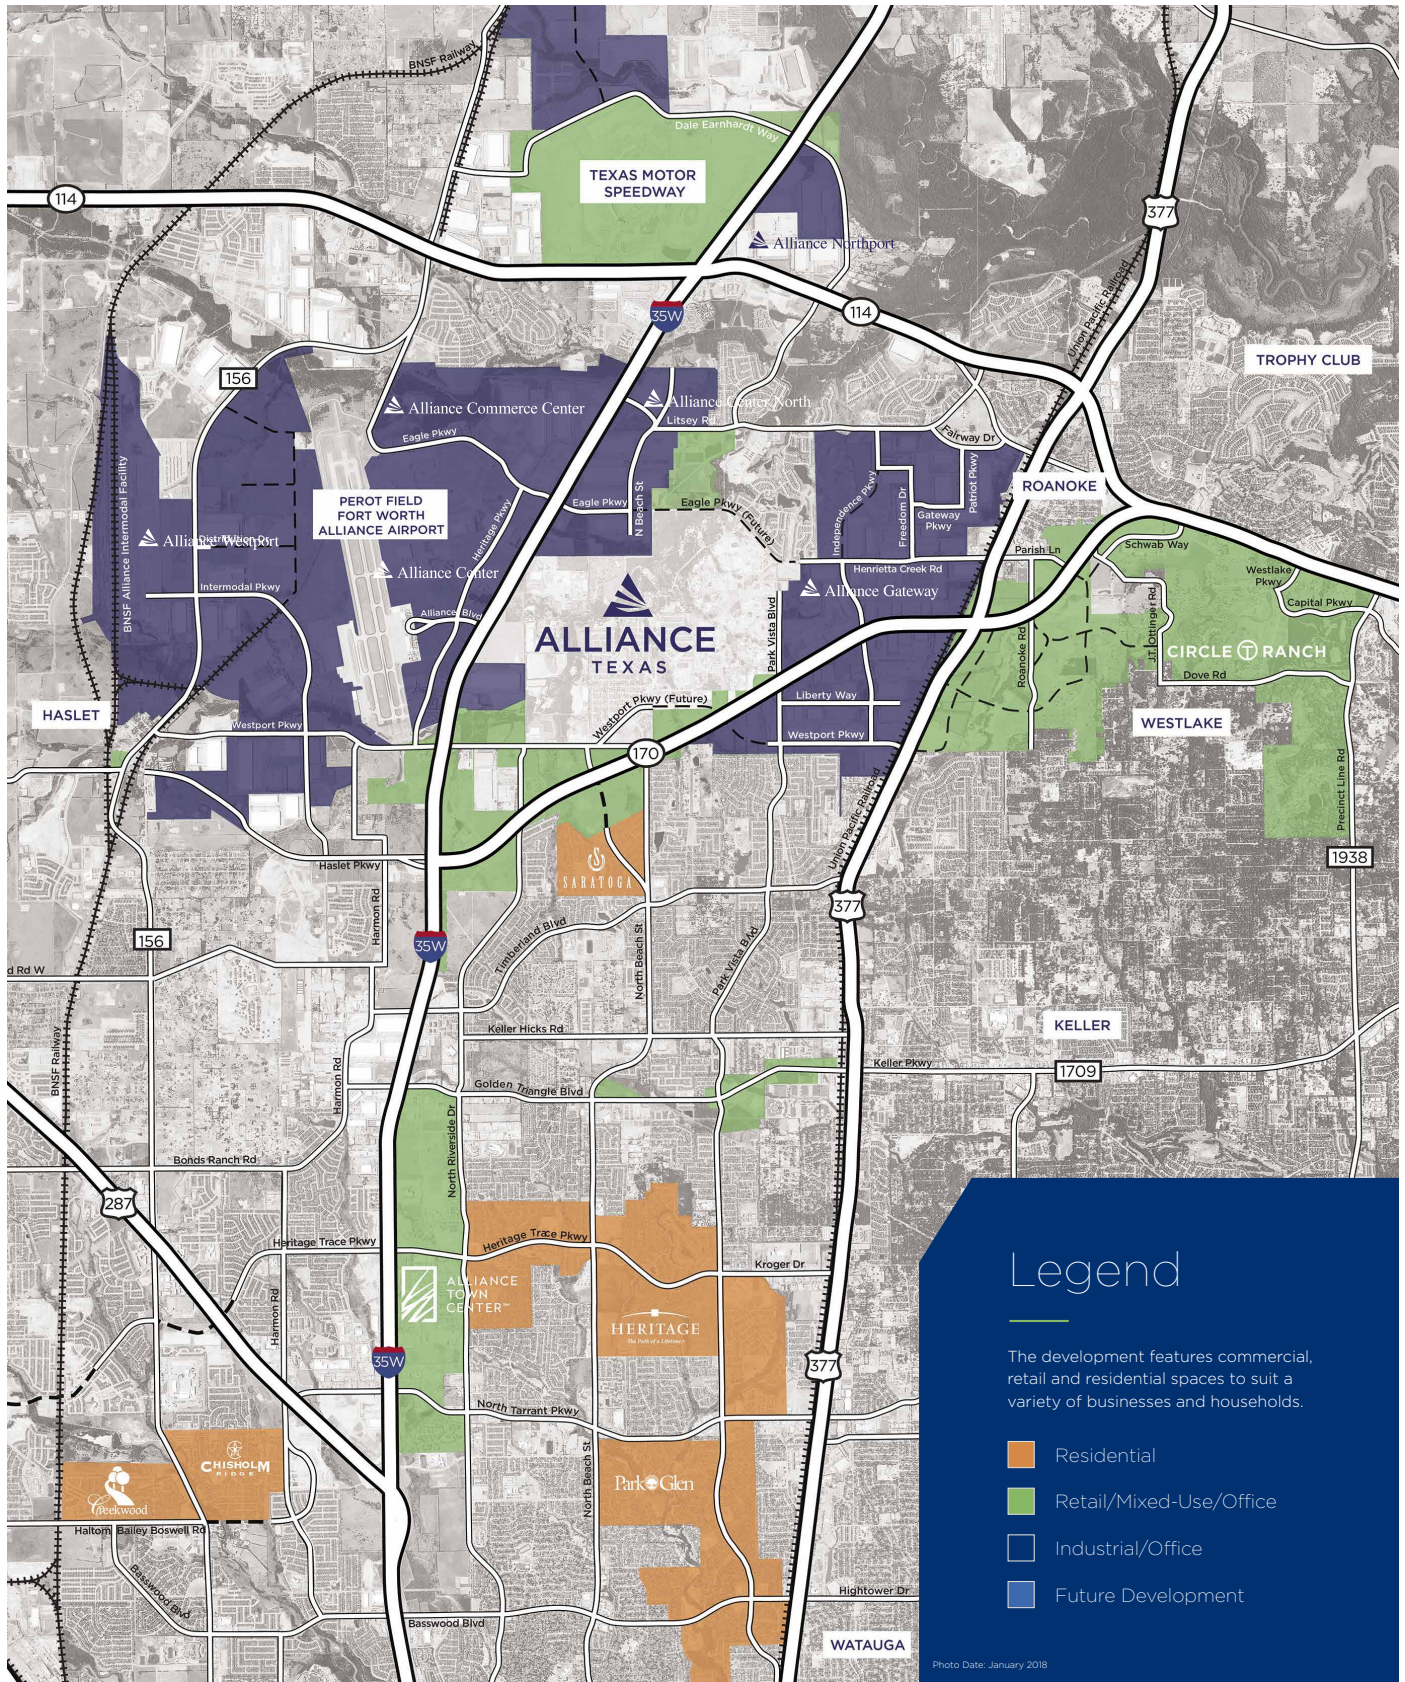 BNSF Railway
Dale Earnhardt Way
TEXAS MOTOR
SPEEDWAY
114
377
Alliance Northport
Union Pacific Railroad
35W
114
TROPHY CLUB
156
Alliance Commerce Center
Alliance Center North
Litsey Rd
Eagle Pkwy
Fairway Dr
BNSF Alliance Intermodal Facility
PEROT FIELD
FORT WORTH
ALLIANCE AIRPORT
Heritage Pkwy
Eagle Pkwy
N Beach St
Eagle Pkwy (Future)
Independence Pkwy
Freedom Dr
Gateway
Pkwy
Patriot Pkwy
ROANOKE
Alliance Westport
Distribution Dr
Parish Ln
Schwab Way
Alliance Center
Henrietta Creek Rd
Westlake
Pkwy
Intermodal Pkwy
Alliance Gateway
Capital Pkwy
Alliance Blvd
ALLIANCE
TEXAS
Park Vista Blvd
Roanoke Rd
J.T. Ottinger Rd
CIRCLE T RANCH
Dove Rd
HASLET
Westport Pkwy (Future)
Liberty Way
WESTLAKE
Westport Pkwy
Westport Pkwy
170
Union Pacific Railroad
Precinct Line Rd
Haslet Pkwy
S
SARATOGA
1938
Harmon Rd
377
156
35W
Timberland Blvd
North Beach St
Park Vista Blvd
d Rd W
BNSF Railway
Keller Hicks Rd
KELLER
Harmon Rd
Golden Triangle Blvd
Keller Pkwy
1709
North Riverside Dr
Bonds Ranch Rd
287
Heritage Trace Pkwy
Heritage Trace Pkwy
Kroger Dr
ALLIANCE
TOWN
CENTER℠
Harmon Rd
HERITAGE
The Path of a Lifetime
35W
377
North Tarrant Pkwy
CHISHOLM
RIDGE
Creekwood
North Beach St
Park Glen
Haltom Bailey Boswell Rd
Basswood Blvd
Hightower Dr
Basswood Blvd
WATAUGA
Legend
The development features commercial,
retail and residential spaces to suit a
variety of businesses and households.
Residential
Retail/Mixed-Use/Office
Industrial/Office
Future Development
Photo Date: January 2018